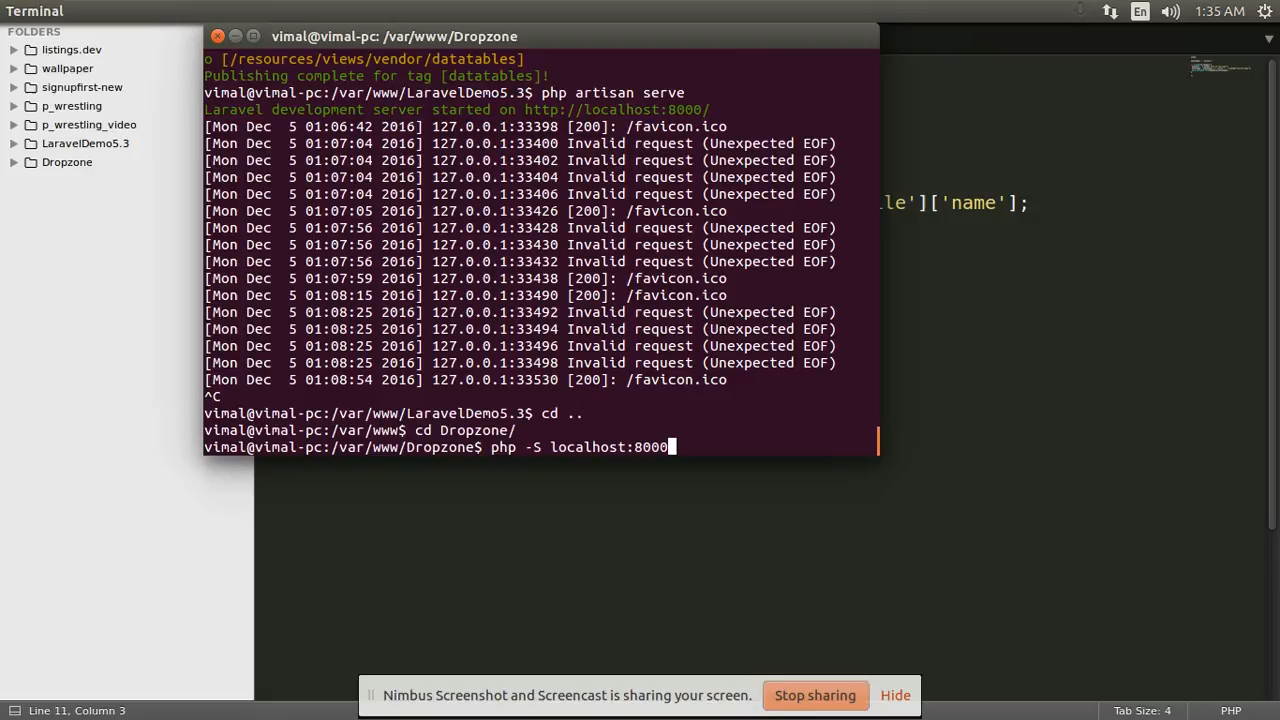 Terminal
En
1:35 AM
FOLDERS
listings.dev
wallpaper
signupfirst-new
p_wrestling
p_wrestling_video
LaravelDemo5.3
Dropzone
vimal@vimal-pc: /var/www/Dropzone
o [/resources/views/vendor/datatables]
Publishing complete for tag [datatables]!
vimal@vimal-pc:/var/www/LaravelDemo5.3$ php artisan serve
Laravel development server started on http://localhost:8000/
[Mon Dec  5 01:06:42 2016] 127.0.0.1:33398 [200]: /favicon.ico
[Mon Dec  5 01:07:04 2016] 127.0.0.1:33400 Invalid request (Unexpected EOF)
[Mon Dec  5 01:07:04 2016] 127.0.0.1:33402 Invalid request (Unexpected EOF)
[Mon Dec  5 01:07:04 2016] 127.0.0.1:33404 Invalid request (Unexpected EOF)
[Mon Dec  5 01:07:04 2016] 127.0.0.1:33406 Invalid request (Unexpected EOF)
[Mon Dec  5 01:07:05 2016] 127.0.0.1:33426 [200]: /favicon.ico
[Mon Dec  5 01:07:56 2016] 127.0.0.1:33428 Invalid request (Unexpected EOF)
[Mon Dec  5 01:07:56 2016] 127.0.0.1:33430 Invalid request (Unexpected EOF)
[Mon Dec  5 01:07:56 2016] 127.0.0.1:33432 Invalid request (Unexpected EOF)
[Mon Dec  5 01:07:59 2016] 127.0.0.1:33438 [200]: /favicon.ico
[Mon Dec  5 01:08:15 2016] 127.0.0.1:33490 [200]: /favicon.ico
[Mon Dec  5 01:08:25 2016] 127.0.0.1:33492 Invalid request (Unexpected EOF)
[Mon Dec  5 01:08:25 2016] 127.0.0.1:33494 Invalid request (Unexpected EOF)
[Mon Dec  5 01:08:25 2016] 127.0.0.1:33496 Invalid request (Unexpected EOF)
[Mon Dec  5 01:08:25 2016] 127.0.0.1:33498 Invalid request (Unexpected EOF)
[Mon Dec  5 01:08:54 2016] 127.0.0.1:33530 [200]: /favicon.ico
^C
vimal@vimal-pc:/var/www/LaravelDemo5.3$ cd ..
vimal@vimal-pc:/var/www$ cd Dropzone/
vimal@vimal-pc:/var/www/Dropzone$ php -S localhost:8000
le']['name'];
Nimbus Screenshot and Screencast is sharing your screen.
Stop sharing
Hide
Line 11, Column 3
Tab Size: 4
PHP